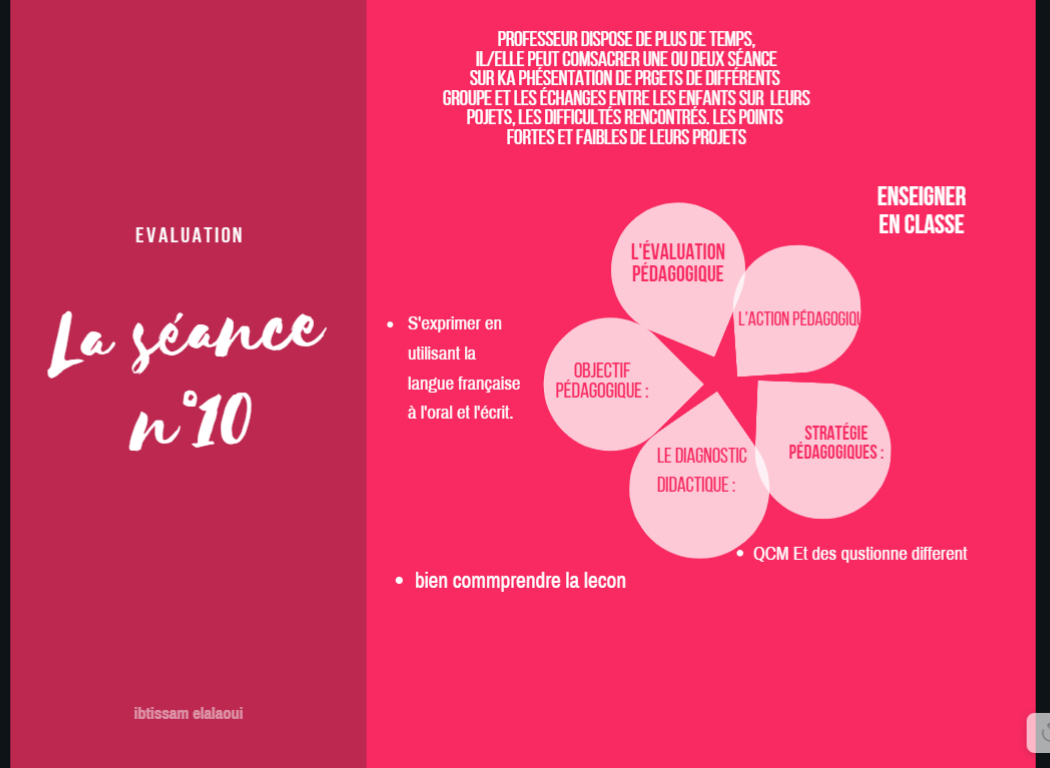 EVALUATION
La séance
n°10
ibtissam elalaoui
PROFESSEUR DISPOSE DE PLUS DE TEMPS,
IL/ELLE PEUT COMSACRER UNE OU DEUX SÉANCE
SUR KA PHÉSENTATION DE PRGETS DE DIFFÉRENTS
GROUPE ET LES ÉCHANGES ENTRE LES ENFANTS SUR LEURS
POJETS, LES DIFFICULTÉS RENCONTRÉS. LES POINTS
FORTES ET FAIBLES DE LEURS PROJETS
ENSEIGNER
EN CLASSE
L'ÉVALUATION
PÉDAGOGIQUE
L'ACTION PÉDAGOGIQU
• S'exprimer en
utilisant la
langue française
à l'oral et l'écrit.
OBJECTIF
PÉDAGOGIQUE :
STRATÉGIE
PÉDAGOGIQUES :
LE DIAGNOSTIC
DIDACTIQUE :
• QCM Et des qustionne different
• bien commprendre la lecon